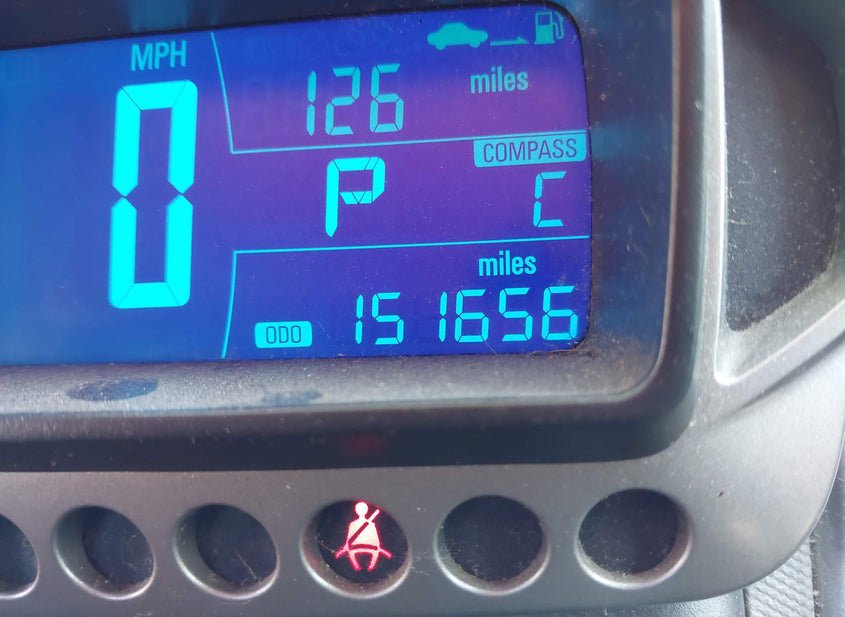 MPH
0
126 miles
P
COMPASS
C
miles
ODO 151656